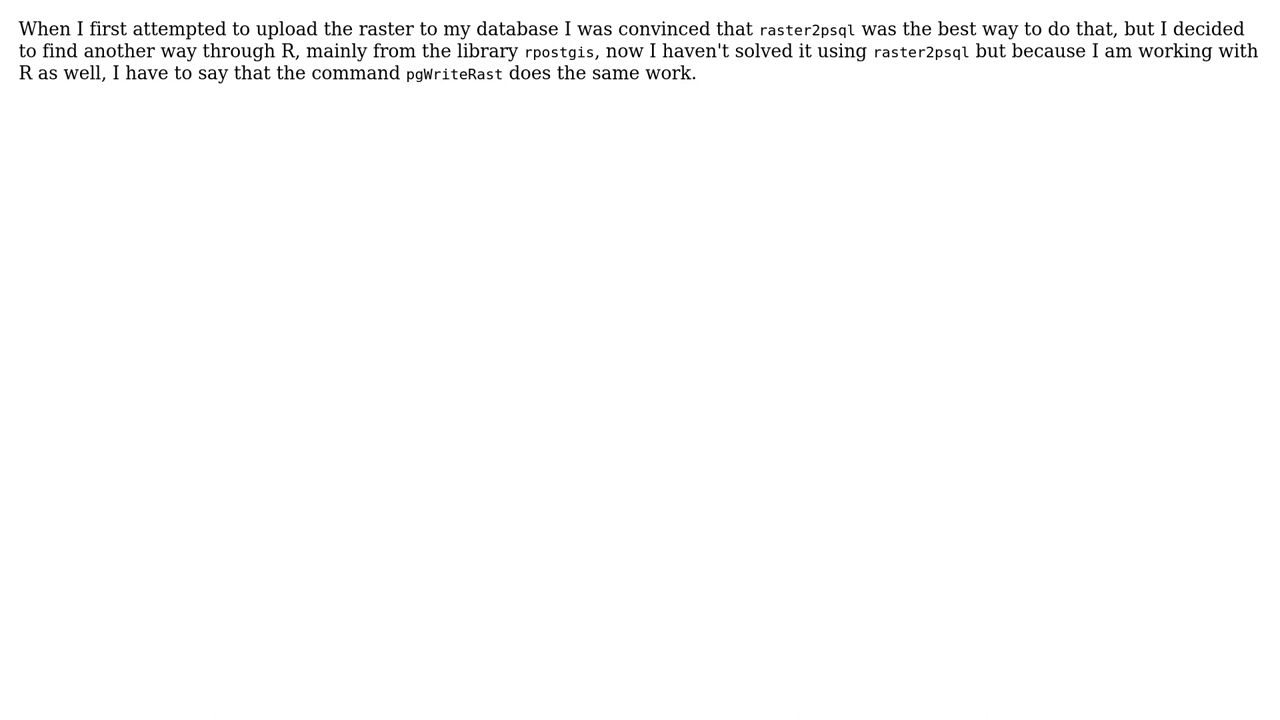 When I first attempted to upload the raster to my database I was convinced that raster2psql was the best way to do that, but I decided
to find another way through R, mainly from the library rpostgis, now I haven't solved it using raster2psql but because I am working with
R as well, I have to say that the command pgWriteRast does the same work.